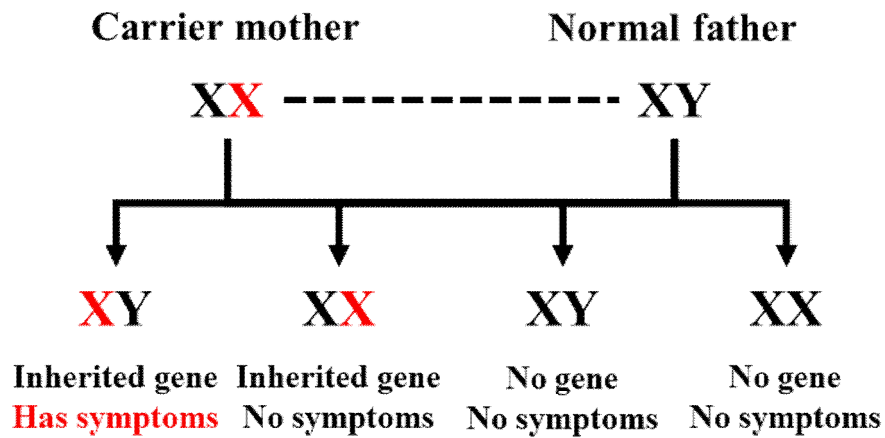 Carrier mother Normal father
XX XY
XY XX XY XX
Inherited gene Inherited gene No gene No gene
Has symptoms No symptoms No symptoms No symptoms